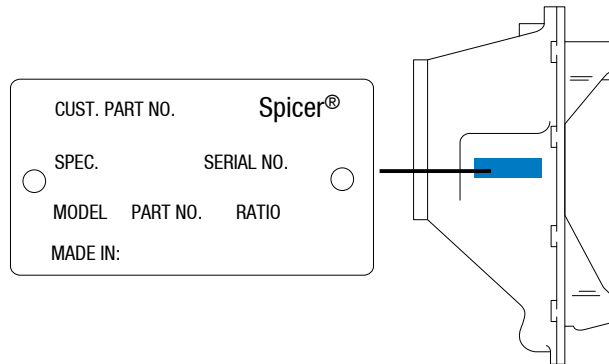 CUST. PART NO. Spicer®
SPEC. SERIAL NO.
MODEL PART NO. RATIO
MADE IN: